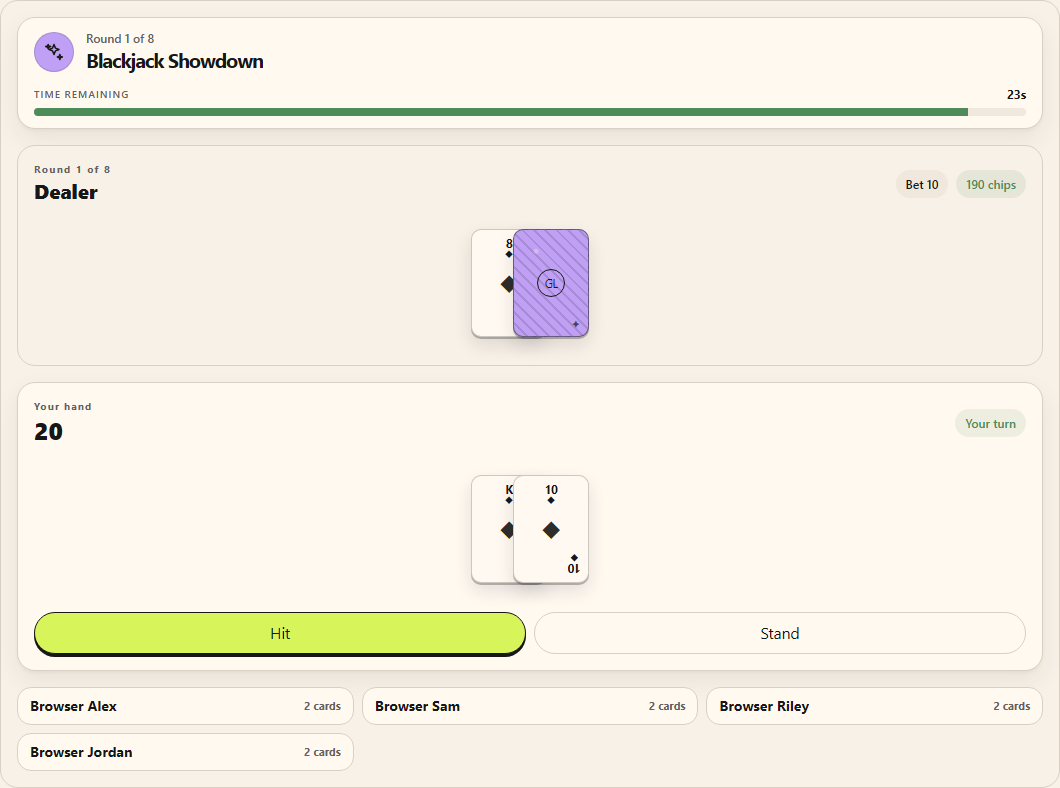 Round 1 of 8
Blackjack Showdown
TIME REMAINING
23s
Round 1 of 8
Dealer
Bet 10
190 chips
8
GL
Your hand
20
Your turn
K
10
10
Hit
Stand
Browser Alex
2 cards
Browser Sam
2 cards
Browser Riley
2 cards
Browser Jordan
2 cards